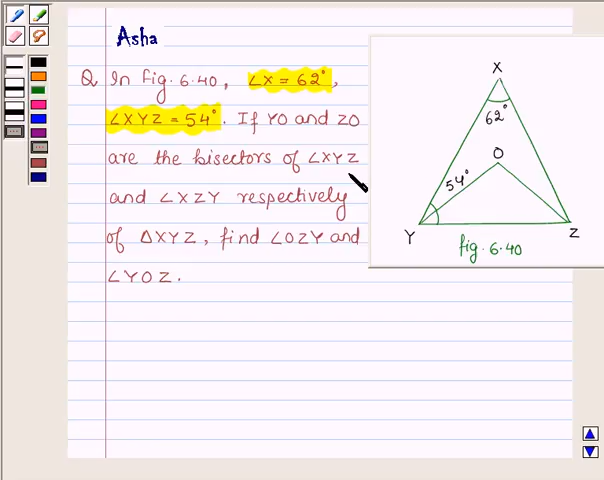 Asha
Q In Fig. 6.40, ∠X = 62°,
∠XYZ = 54°. If YO and ZO
are the bisectors of ∠XYZ
and ∠XZY respectively
of ΔXYZ, find ∠OZY and
∠YOZ.
X
62°
O
54°
Y
Z
fig. 6.40